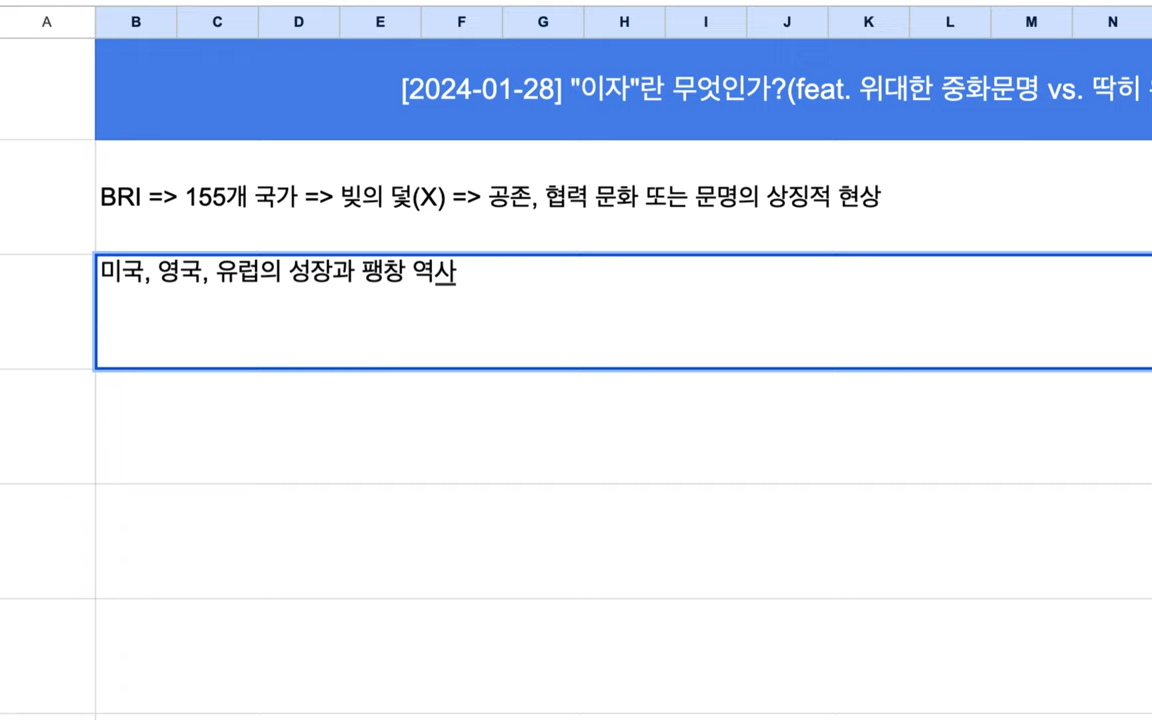 A B C D E F G H I J K L M N
[2024-01-28] "이자"란 무엇인가?(feat. 위대한 중화문명 vs. 딱히
BRI => 155개 국가 => 빚의 덫(X) => 공존, 협력 문화 또는 문명의 상징적 현상
미국, 영국, 유럽의 성장과 팽창 역사